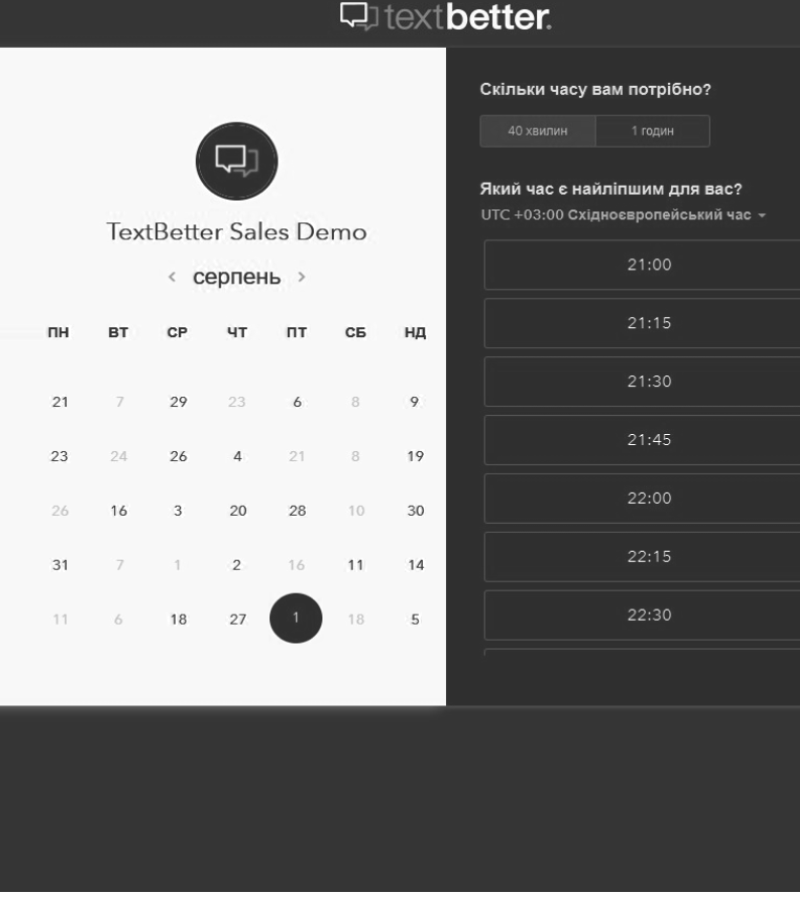 textbetter.
TextBetter Sales Demo
< серпень >
ПН ВТ СР ЧТ ПТ СБ НД
21 7 29 23 6 8 9
23 24 26 4 21 8 19
26 16 3 20 28 10 30
31 7 1 2 16 11 14
11 6 18 27 1 18 5
Скільки часу вам потрібно?
40 хвилин 1 годин
Який час є найліпшим для вас?
UTC +03:00 Східноєвропейський час
21:00
21:15
21:30
21:45
22:00
22:15
22:30